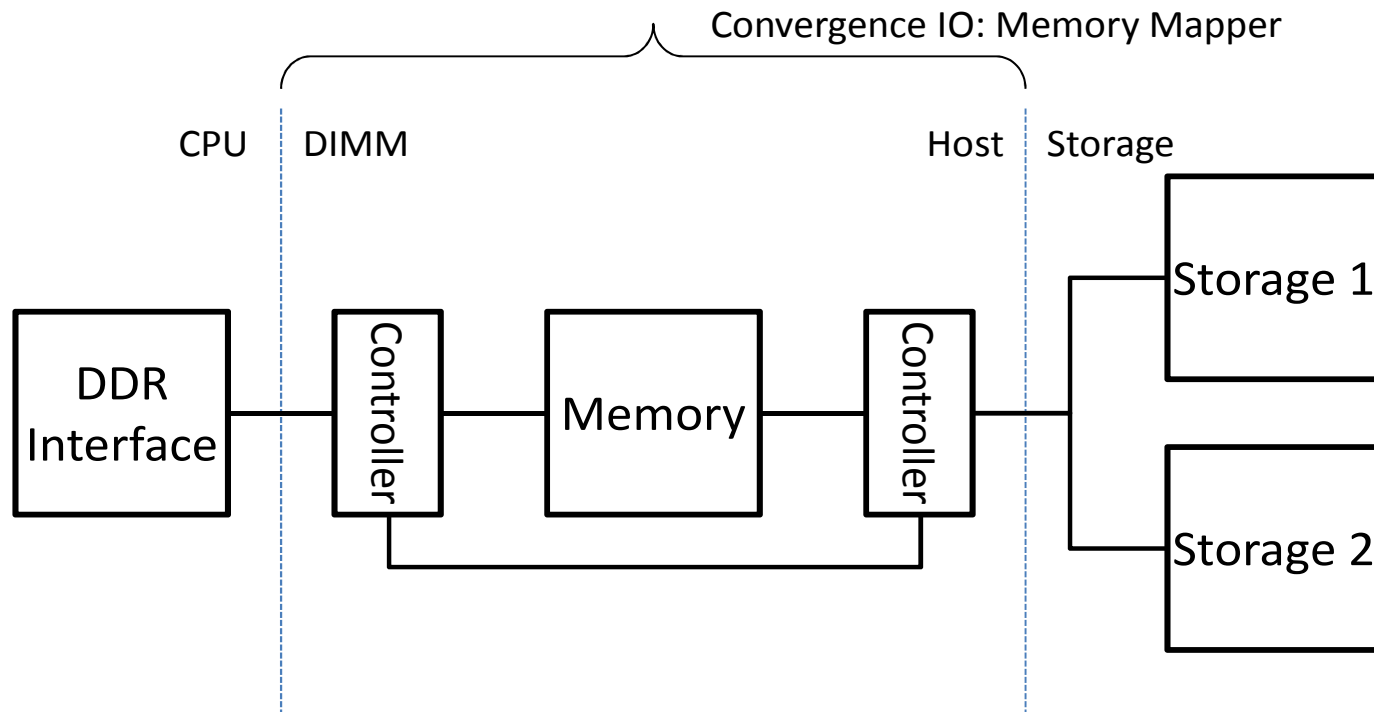 Convergence IO: Memory Mapper
CPU
DIMM
Host
Storage
DDR
Interface
Controller
Memory
Controller
Storage 1
Storage 2